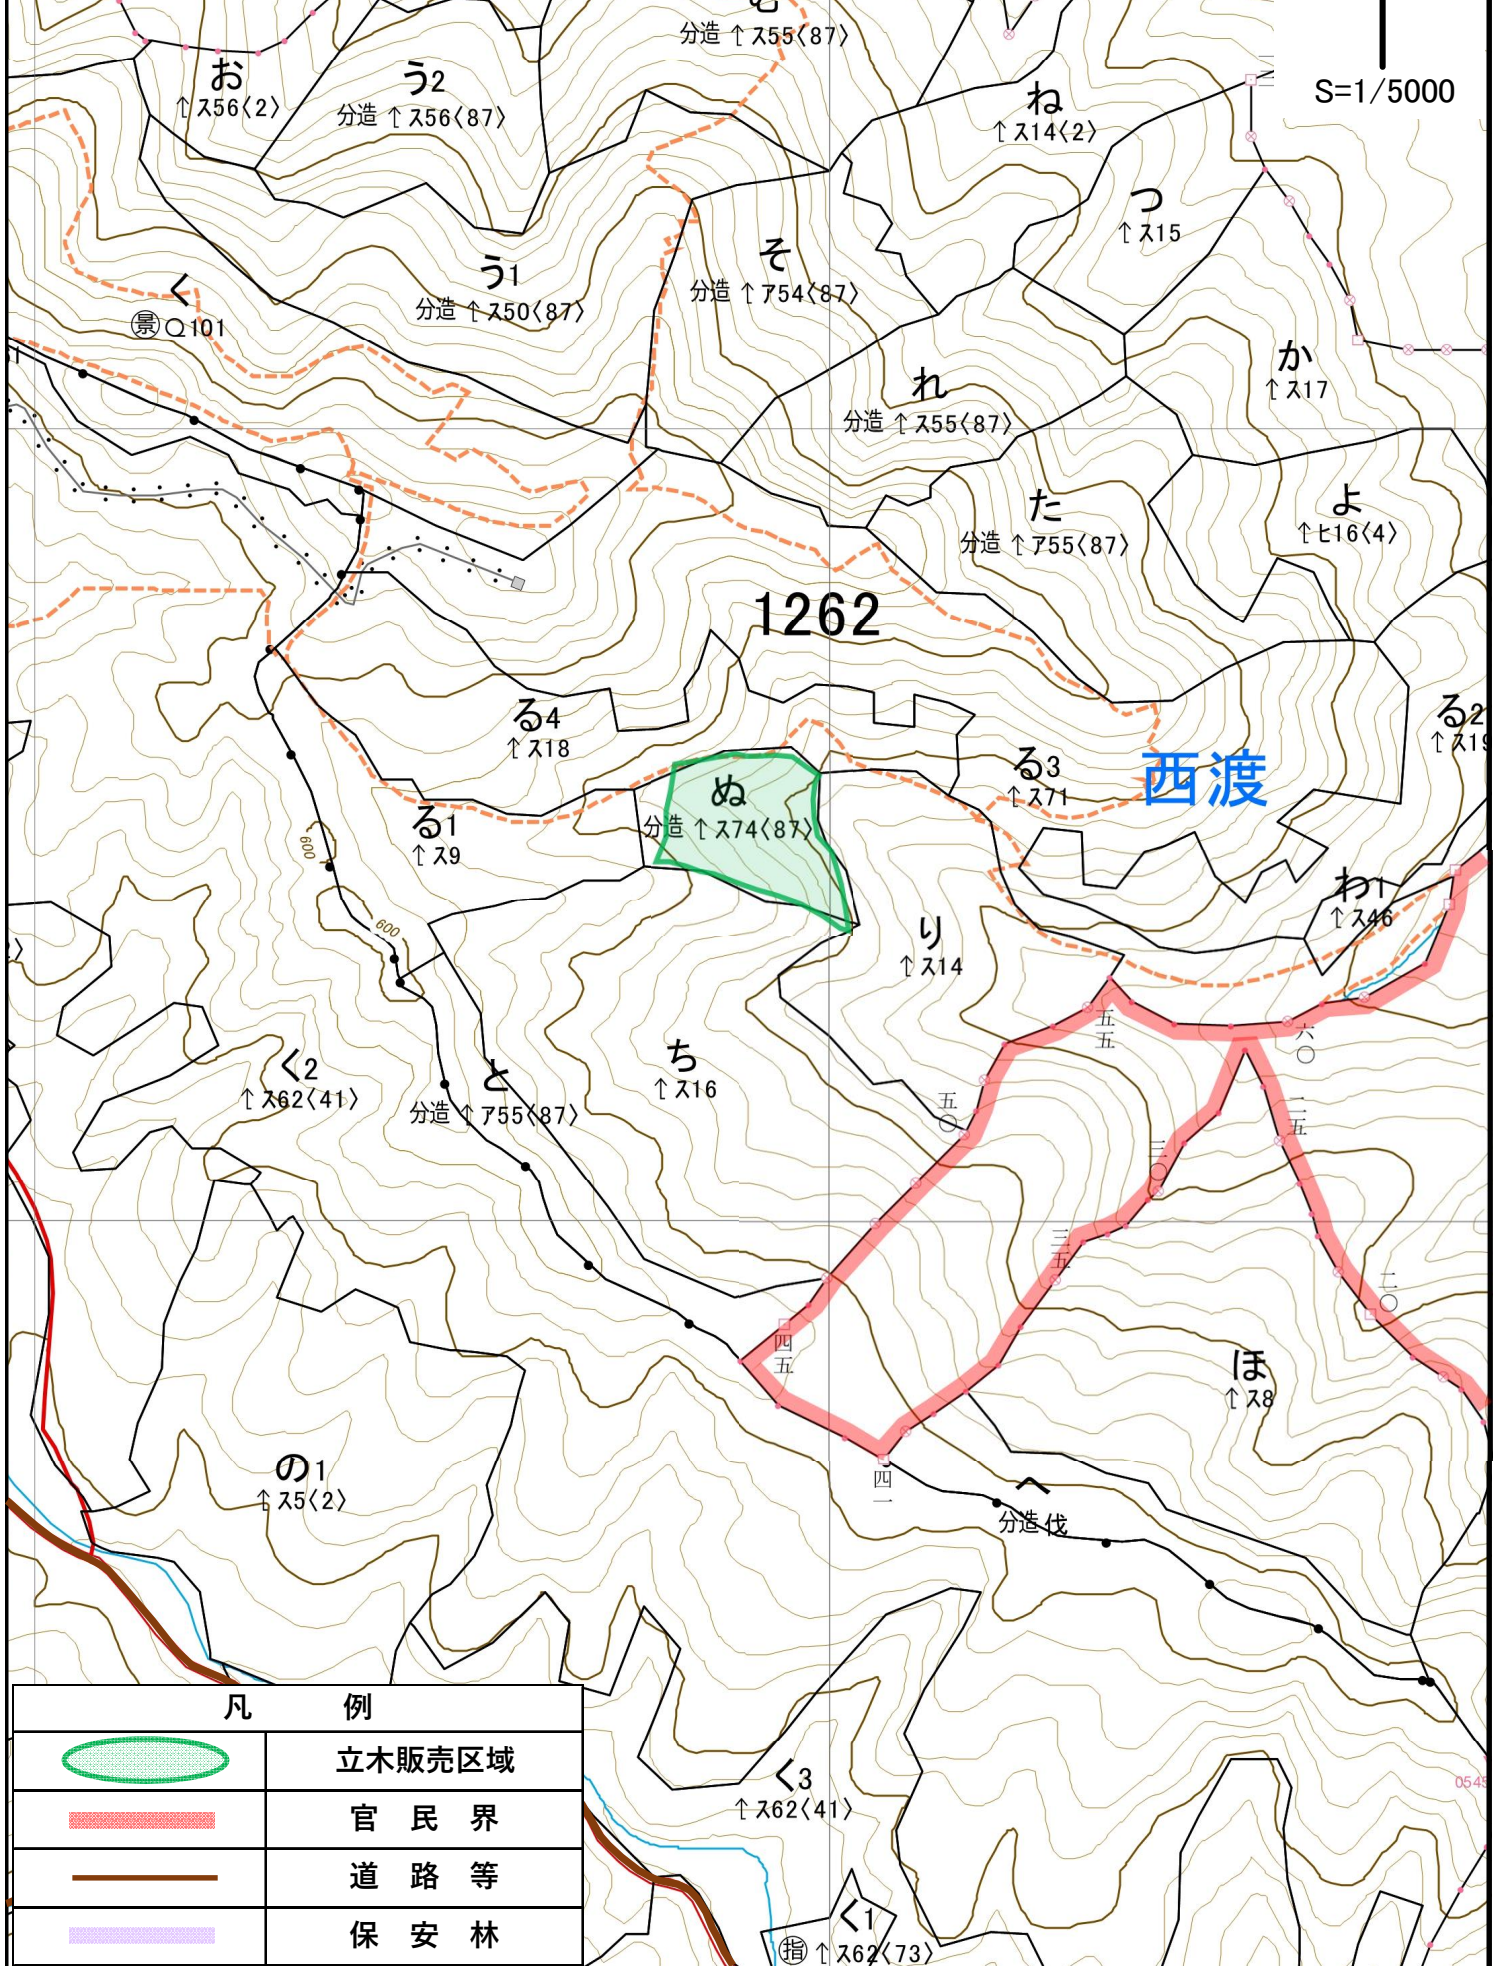 分造 ↑ス55〈87〉
S=1/5000
お
↑ス56〈2〉
う2
分造 ↑ス56〈87〉
ね
↑ス14〈2〉
つ
↑ス15
う1
分造 ↑ス50〈87〉
そ
分造 ↑ア54〈87〉
く
景 Q101
か
↑ス17
れ
分造 ↑ス55〈87〉
た
分造 ↑ア55〈87〉
よ
↑ヒ16〈4〉
1262
る4
↑ス18
る2
↑ス19
る3
↑ス71
西渡
ぬ
分造 ↑ス74〈87〉
る1
↑ス9
600
わ1
↑ス46
600
り
↑ス14
五五
六〇
ち
↑ス16
く2
↑ス62〈41〉
と
分造 ↑ア55〈87〉
五〇
二五
三〇
三五
二〇
四五
ほ
↑ス8
の1
↑ス5〈2〉
四一
へ
分造 伐
く3
↑ス62〈41〉
く1
指 ↑ス62〈73〉
凡 例
立木販売区域
官 民 界
道 路 等
保 安 林